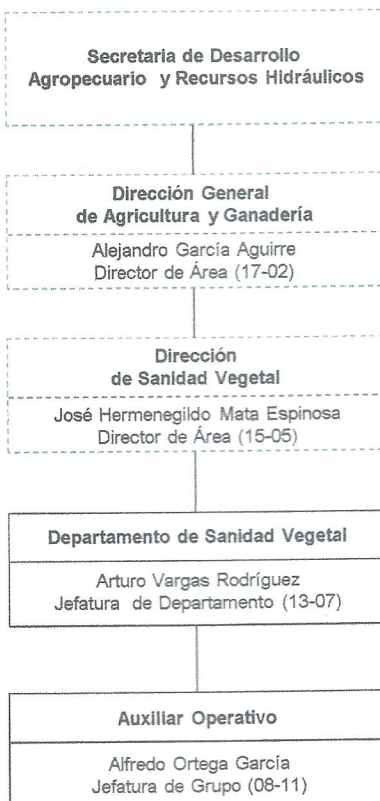 Secretaria de Desarrollo
Agropecuario y Recursos Hidráulicos
Dirección General
de Agricultura y Ganadería
Alejandro García Aguirre
Director de Área (17-02)
Dirección
de Sanidad Vegetal
José Hermenegildo Mata Espinosa
Director de Área (15-05)
Departamento de Sanidad Vegetal
Arturo Vargas Rodríguez
Jefatura de Departamento (13-07)
Auxiliar Operativo
Alfredo Ortega García
Jefatura de Grupo (08-11)